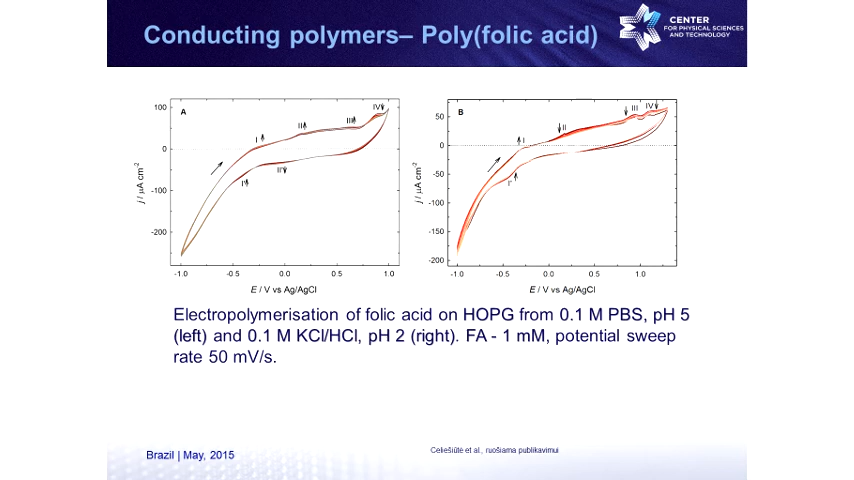 Conducting polymers– Poly(folic acid)
CENTER
FOR PHYSICAL SCIENCES
AND TECHNOLOGY
A
100
0
-100
-200
j / µA cm-2
-1.0 -0.5 0.0 0.5 1.0
E / V vs Ag/AgCl
I
II
III
IV
I'
II'
B
50
0
-50
-100
-150
-200
j / µA cm-2
-1.0 -0.5 0.0 0.5 1.0
E / V vs Ag/AgCl
I
II
III
IV
I'
Electropolymerisation of folic acid on HOPG from 0.1 M PBS, pH 5
(left) and 0.1 M KCl/HCl, pH 2 (right). FA - 1 mM, potential sweep
rate 50 mV/s.
Brazil | May, 2015
Celiešiūtė et al., ruošiama publikavimui